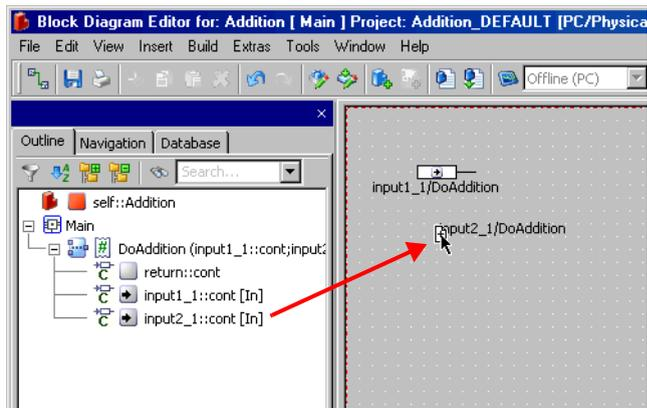 Block Diagram Editor for: Addition [ Main ] Project: Addition_DEFAULT [PC/Physica
File Edit View Insert Build Extras Tools Window Help
Offline (PC)
Outline Navigation Database
Search...
self::Addition
Main
DoAddition (input1_1::cont;input2
return::cont
input1_1::cont [In]
input2_1::cont [In]
input1_1/DoAddition
input2_1/DoAddition